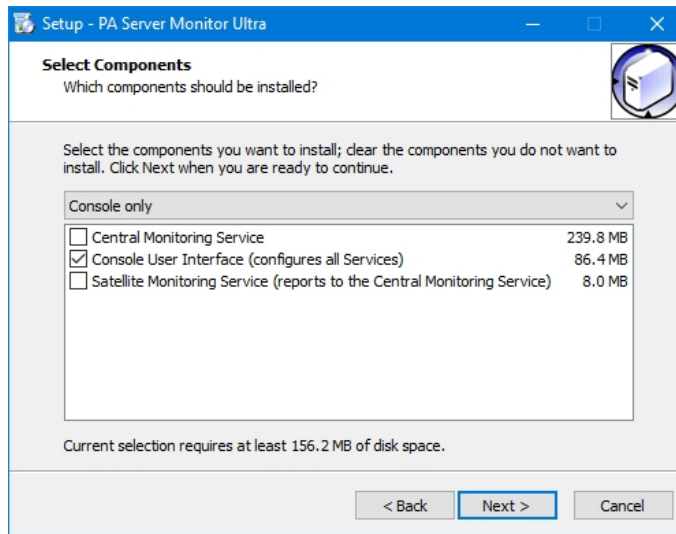 Setup - PA Server Monitor Ultra
Select Components
Which components should be installed?
Select the components you want to install; clear the components you do not want to
install. Click Next when you are ready to continue.
Console only
Central Monitoring Service 239.8 MB
Console User Interface (configures all Services) 86.4 MB
Satellite Monitoring Service (reports to the Central Monitoring Service) 8.0 MB
Current selection requires at least 156.2 MB of disk space.
< Back Next > Cancel